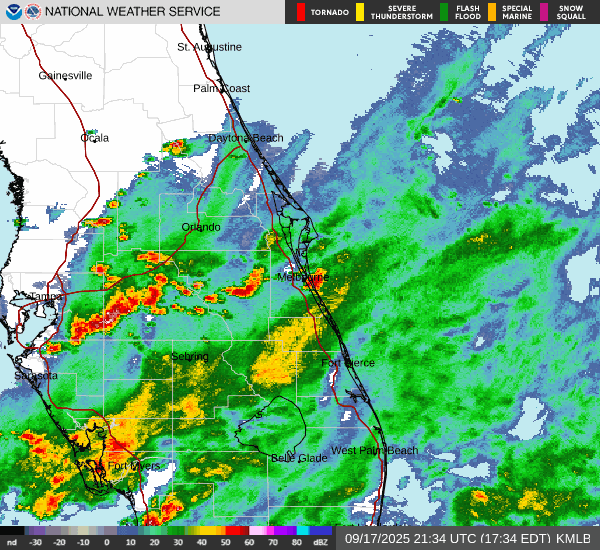 NATIONAL WEATHER SERVICE
TORNADO
SEVERE
THUNDERSTORM
FLASH
FLOOD
SPECIAL
MARINE
SNOW
SQUALL
St. Augustine
Gainesville
Palm Coast
Ocala
Daytona Beach
Orlando
Melbourne
Tampa
Sebring
Fort Pierce
Sarasota
West Palm Beach
Belle Glade
Fort Myers
nd -30 -20 -10 0 10 20 30 40 50 60 70 80 dBZ
09/17/2025 21:34 UTC (17:34 EDT) KMLB